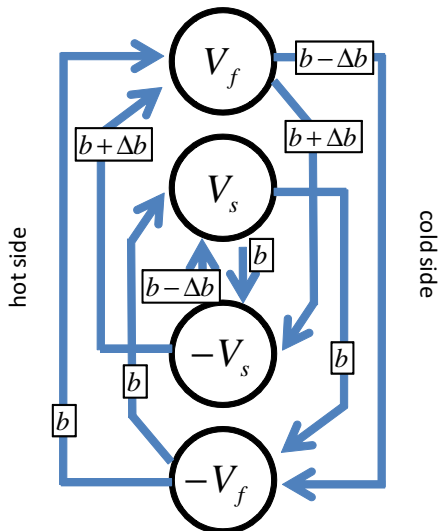 V_f
b − Δb
b + Δb
b + Δb
V_s
hot side
cold side
b
b − Δb
−V_s
b
b
b
−V_f